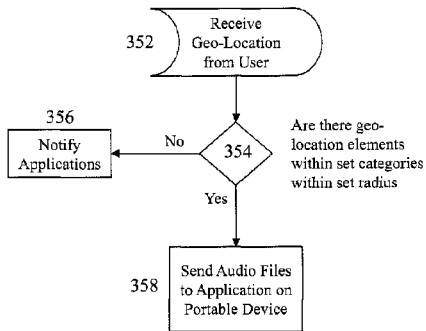 352
Receive
Geo-Location
from User
356
Notify
Applications
No
354
Are there geo-
location elements
within set categories
within set radius
Yes
358
Send Audio Files
to Application on
Portable Device